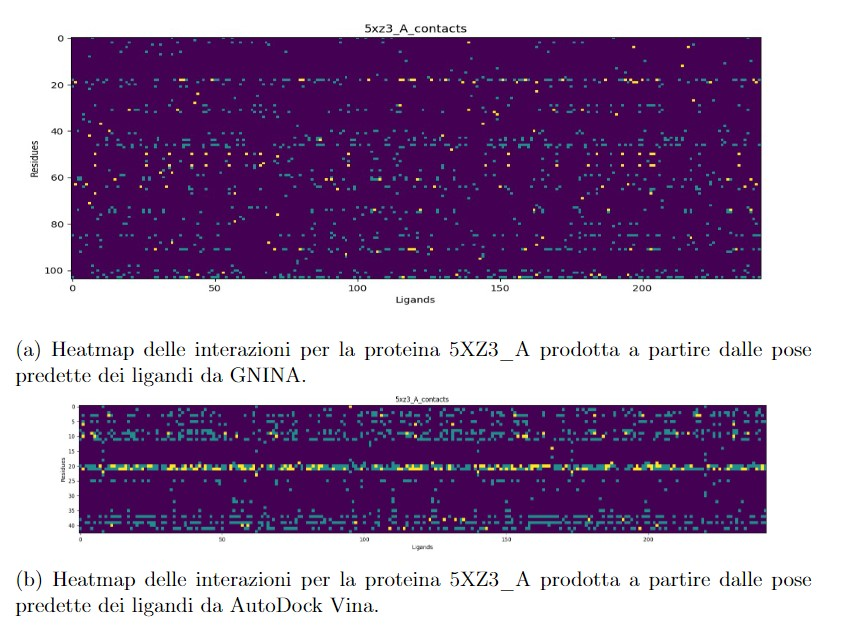 5xz3_A_contacts
0
20
40
60
80
100
Residues
0 50 100 150 200
Ligands
(a) Heatmap delle interazioni per la proteina 5XZ3_A prodotta a partire dalle pose
predette dei ligandi da GNINA.
5xz3_A_contacts
0
5
10
15
20
25
30
35
40
Residues
0 50 100 150 200
Ligands
(b) Heatmap delle interazioni per la proteina 5XZ3_A prodotta a partire dalle pose
predette dei ligandi da AutoDock Vina.